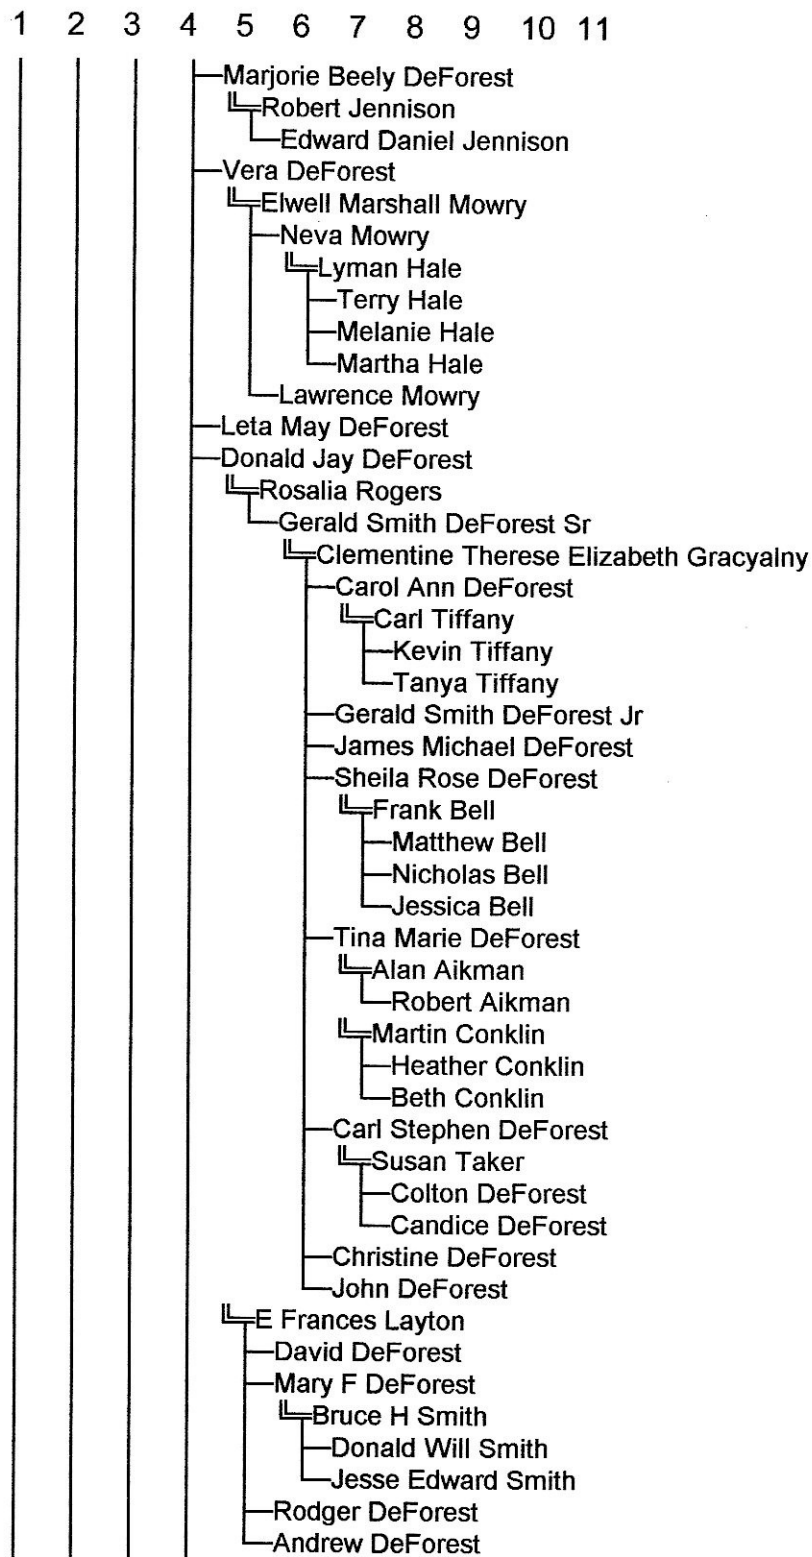 1 2 3 4 5 6 7 8 9 10 11
Marjorie Beely DeForest
Robert Jennison
Edward Daniel Jennison
Vera DeForest
Elwell Marshall Mowry
Neva Mowry
Lyman Hale
Terry Hale
Melanie Hale
Martha Hale
Lawrence Mowry
Leta May DeForest
Donald Jay DeForest
Rosalia Rogers
Gerald Smith DeForest Sr
Clementine Therese Elizabeth Gracyalny
Carol Ann DeForest
Carl Tiffany
Kevin Tiffany
Tanya Tiffany
Gerald Smith DeForest Jr
James Michael DeForest
Sheila Rose DeForest
Frank Bell
Matthew Bell
Nicholas Bell
Jessica Bell
Tina Marie DeForest
Alan Aikman
Robert Aikman
Martin Conklin
Heather Conklin
Beth Conklin
Carl Stephen DeForest
Susan Taker
Colton DeForest
Candice DeForest
Christine DeForest
John DeForest
E Frances Layton
David DeForest
Mary F DeForest
Bruce H Smith
Donald Will Smith
Jesse Edward Smith
Rodger DeForest
Andrew DeForest